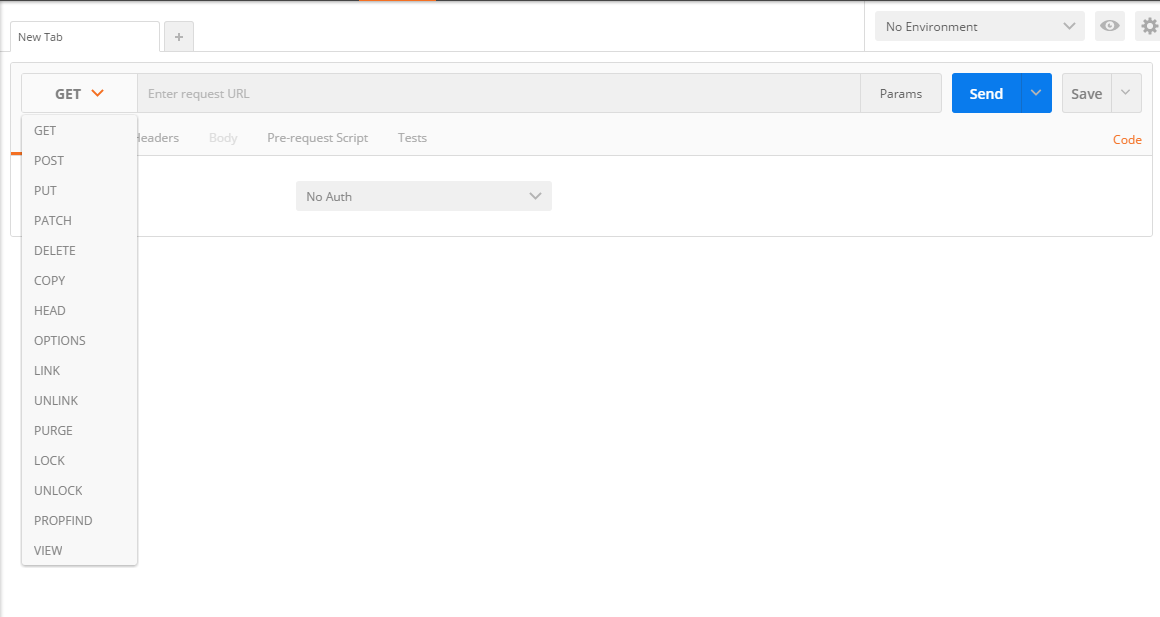 New Tab
+
No Environment
GET
Enter request URL
Params
Send
Save
Headers
Body
Pre-request Script
Tests
Code
No Auth
GET
POST
PUT
PATCH
DELETE
COPY
HEAD
OPTIONS
LINK
UNLINK
PURGE
LOCK
UNLOCK
PROPFIND
VIEW